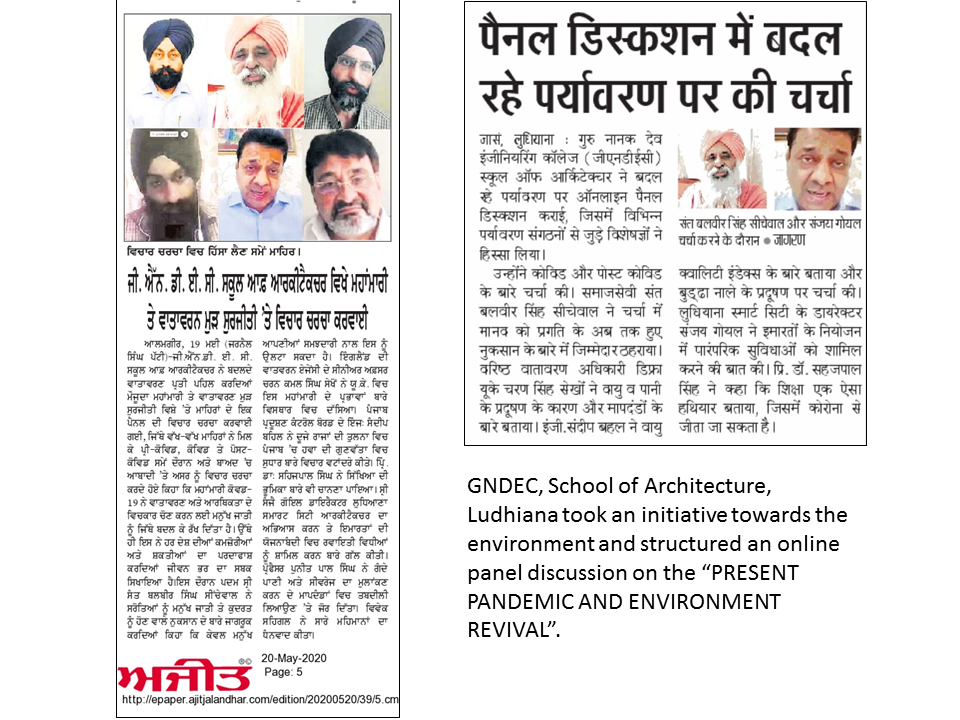 ਵਿਚਾਰ ਚਰਚਾ ਵਿਚ ਹਿੱਸਾ ਲੈਣ ਸਮੇਂ ਮਾਹਿਰ।
ਜੀ. ਐੱਨ. ਡੀ. ਈ. ਸੀ. ਸਕੂਲ ਆਫ਼ ਆਰਕੀਟੈਕਚਰ ਵਿਖੇ ਮਹਾਂਮਾਰੀ
ਤੇ ਵਾਤਾਵਰਨ ਮੁੜ ਸੁਰਜੀਤੀ 'ਤੇ ਵਿਚਾਰ ਚਰਚਾ ਕਰਵਾਈ
ਆਲਮਗੀਰ, 19 ਮਈ (ਜਰਨੈਲ
ਸਿੰਘ ਪੱਟੀ)-ਜੀ.ਐੱਨ.ਡੀ. ਈ. ਸੀ.
ਸਕੂਲ ਆਫ਼ ਆਰਕੀਟੈਕਚਰ ਨੇ ਬਦਲਦੇ
ਵਾਤਾਵਰਣ ਪ੍ਰਤੀ ਪਹਿਲ ਕਰਦਿਆਂ
ਮੌਜੂਦਾ ਮਹਾਂਮਾਰੀ ਤੇ ਵਾਤਾਵਰਣ ਮੁੜ
ਸੁਰਜੀਤੀ ਵਿਸ਼ੇ 'ਤੇ ਮਾਹਿਰਾਂ ਦੇ ਇਕ
ਪੈਨਲ ਦੀ ਵਿਚਾਰ ਚਰਚਾ ਕਰਵਾਈ
ਗਈ, ਜਿੱਥੇ ਵੱਖ-ਵੱਖ ਮਾਹਿਰਾਂ ਨੇ ਮਿਲ
ਕੇ ਪ੍ਰੀ-ਕੋਵਿਡ, ਕੋਵਿਡ ਤੇ ਪੋਸਟ-
ਕੋਵਿਡ ਸਮੇਂ ਦੌਰਾਨ ਅਤੇ ਬਾਅਦ 'ਚ
ਆਬਾਦੀ 'ਤੇ ਅਸਰ ਨੂੰ ਵਿਚਾਰ ਚਰਚਾ
ਕਰਦੇ ਹੋਏ ਕਿਹਾ ਕਿ ਮਹਾਂਮਾਰੀ ਕੋਵਡ-
19 ਨੇ ਵਾਤਾਵਰਣ ਅਤੇ ਆਰਥਿਕਤਾ ਦੇ
ਵਿਚਕਾਰ ਚੋਣ ਕਰਨ ਲਈ ਮਨੁੱਖ ਜਾਤੀ
ਨੂੰ ਜਿੱਥੇ ਬਦਲ ਕੇ ਰੱਖ ਦਿੱਤਾ ਹੈ। ਉੱਥੇ
ਹੀ ਇਸ ਨੇ ਹਰ ਦੇਸ਼ ਦੀਆਂ ਕਮਜ਼ੋਰੀਆਂ
ਅਤੇ ਸ਼ਕਤੀਆਂ ਦਾ ਪਰਦਾਫਾਸ਼
ਕਰਦਿਆਂ ਜੀਵਨ ਭਰ ਦਾ ਸਬਕ
ਸਿਖਾਇਆ ਹੈ।ਇਸ ਦੌਰਾਨ ਪਦਮ ਸ੍ਰੀ
ਸੰਤ ਬਲਬੀਰ ਸਿੰਘ ਸੀਚੇਵਾਲ ਨੇ
ਸਰੋਤਿਆਂ ਨੂੰ ਮਨੁੱਖ ਜਾਤੀ ਤੋਂ ਕੁਦਰਤ
ਨੂੰ ਹੋਣ ਵਾਲੇ ਨੁਕਸਾਨ ਦੇ ਬਾਰੇ ਜਾਗਰੂਕ
ਕਰਦਿਆਂ ਕਿਹਾ ਕਿ ਕੇਵਲ ਮਨੁੱਖ
ਆਪਣੀਆਂ ਸਮਝਦਾਰੀ ਨਾਲ ਇਸ ਨੂੰ
ਉਲਟਾ ਸਕਦਾ ਹੈ। ਇੰਗਲੈਂਡ ਦੀ
ਵਾਤਾਵਰਨ ਏਜੰਸੀ ਦੇ ਸੀਨੀਅਰ ਅਫ਼ਸਰ
ਚਰਨ ਕਮਲ ਸਿੰਘ ਸੇਖੋਂ ਨੇ ਯੂ.ਕੇ. ਵਿਚ
ਇਸ ਮਹਾਂਮਾਰੀ ਦੇ ਪ੍ਰਭਾਵਾਂ ਬਾਰੇ
ਵਿਸਥਾਰ ਵਿਚ ਦੱਸਿਆ। ਪੰਜਾਬ
ਪ੍ਰਦੂਸ਼ਣ ਕੰਟਰੋਲ ਬੋਰਡ ਦੇ ਇੰਜ: ਸੰਦੀਪ
ਬਹਿਲ ਨੇ ਦੂਜੇ ਰਾਜਾਂ ਦੀ ਤੁਲਨਾ ਵਿਚ
ਪੰਜਾਬ 'ਚ ਹਵਾ ਦੀ ਗੁਣਵੱਤਾ ਵਿਚ
ਸੁਧਾਰ ਬਾਰੇ ਵਿਚਾਰ ਵਟਾਂਦਰੇ ਕੀਤੇ। ਪ੍ਰਿੰ.
ਡਾ: ਸਹਿਜਪਾਲ ਸਿੰਘ ਨੇ ਸਿੱਖਿਆ ਦੀ
ਭੂਮਿਕਾ ਬਾਰੇ ਵੀ ਚਾਨਣਾ ਪਾਇਆ। ਸ੍ਰੀ
ਸੰਜੈ ਗੋਇਲ ਡਾਇਰੈਕਟਰ ਲੁਧਿਆਣਾ
ਸਮਾਰਟ ਸਿਟੀ ਆਰਕੀਟੈਕਚਰ ਦਾ
ਅਭਿਆਸ ਕਰਨ ਤੇ ਇਮਾਰਤਾਂ ਦੀ
ਯੋਜਨਾਬੰਦੀ ਵਿਚ ਰਵਾਇਤੀ ਵਿਧੀਆਂ
ਨੂੰ ਸ਼ਾਮਿਲ ਕਰਨ ਬਾਰੇ ਗੱਲ ਕੀਤੀ।
ਪ੍ਰੋਫੈਸਰ ਪੁਨੀਤ ਪਾਲ ਸਿੰਘ ਨੇ ਗੰਦੇ
ਪਾਣੀ ਅਤੇ ਸੀਵਰੇਜ ਦਾ ਮੁਲਾਂਕਣ
ਕਰਨ ਦੇ ਮਾਪਦੰਡਾਂ ਵਿਚ ਤਬਦੀਲੀ
ਲਿਆਉਣ 'ਤੇ ਜ਼ੋਰ ਦਿੱਤਾ। ਵਿਵੇਕ
ਸਹਿਗਲ ਨੇ ਸਾਰੇ ਮਹਿਮਾਨਾਂ ਦਾ
ਧੰਨਵਾਦ ਕੀਤਾ।
ਅਜੀਤ
20-May-2020
Page: 5
http://epaper.ajitjalandhar.com/edition/20200520/39/5.cm
पैनल डिस्कशन में बदल
रहे पर्यावरण पर की चर्चा
जासं, लुधियाना : गुरु नानक देव
इंजीनियरिंग कॉलेज (जीएनडीईसी)
स्कूल ऑफ आर्किटेक्चर ने बदल
रहे पर्यावरण पर ऑनलाइन पैनल
डिस्कशन कराई, जिसमें विभिन्न
पर्यावरण संगठनों से जुड़े विशेषज्ञों ने
हिस्सा लिया।
उन्होंने कोविड और पोस्ट कोविड
के बारे चर्चा की। समाजसेवी संत
बलवीर सिंह सीचेवाल ने चर्चा में
मानव को प्रगति के अब तक हुए
नुकसान के बारे में जिम्मेदार ठहराया।
वरिष्ठ वातावरण अधिकारी डिफ्रा
यूके चरण सिंह सेखों ने वायु व पानी
के प्रदूषण के कारण और मापदंडों के
बारे बताया। इंजी.संदीप बहल ने वायु
संत बलवीर सिंह सीचेवाल और संजय गोयल
चर्चा करने के दौरान ● जागरण
क्वालिटी इंडेक्स के बारे बताया और
बुड्ढा नाले के प्रदूषण पर चर्चा की।
लुधियाना स्मार्ट सिटी के डायरेक्टर
संजय गोयल ने इमारतों के नियोजन
में पारंपरिक सुविधाओं को शामिल
करने की बात की। प्रि. डॉ. सहजपाल
सिंह ने कहा कि शिक्षा एक ऐसा
हथियार बताया, जिसमें कोरोना से
जीता जा सकता है।
GNDEC, School of Architecture,
Ludhiana took an initiative towards the
environment and structured an online
panel discussion on the “PRESENT
PANDEMIC AND ENVIRONMENT
REVIVAL”.